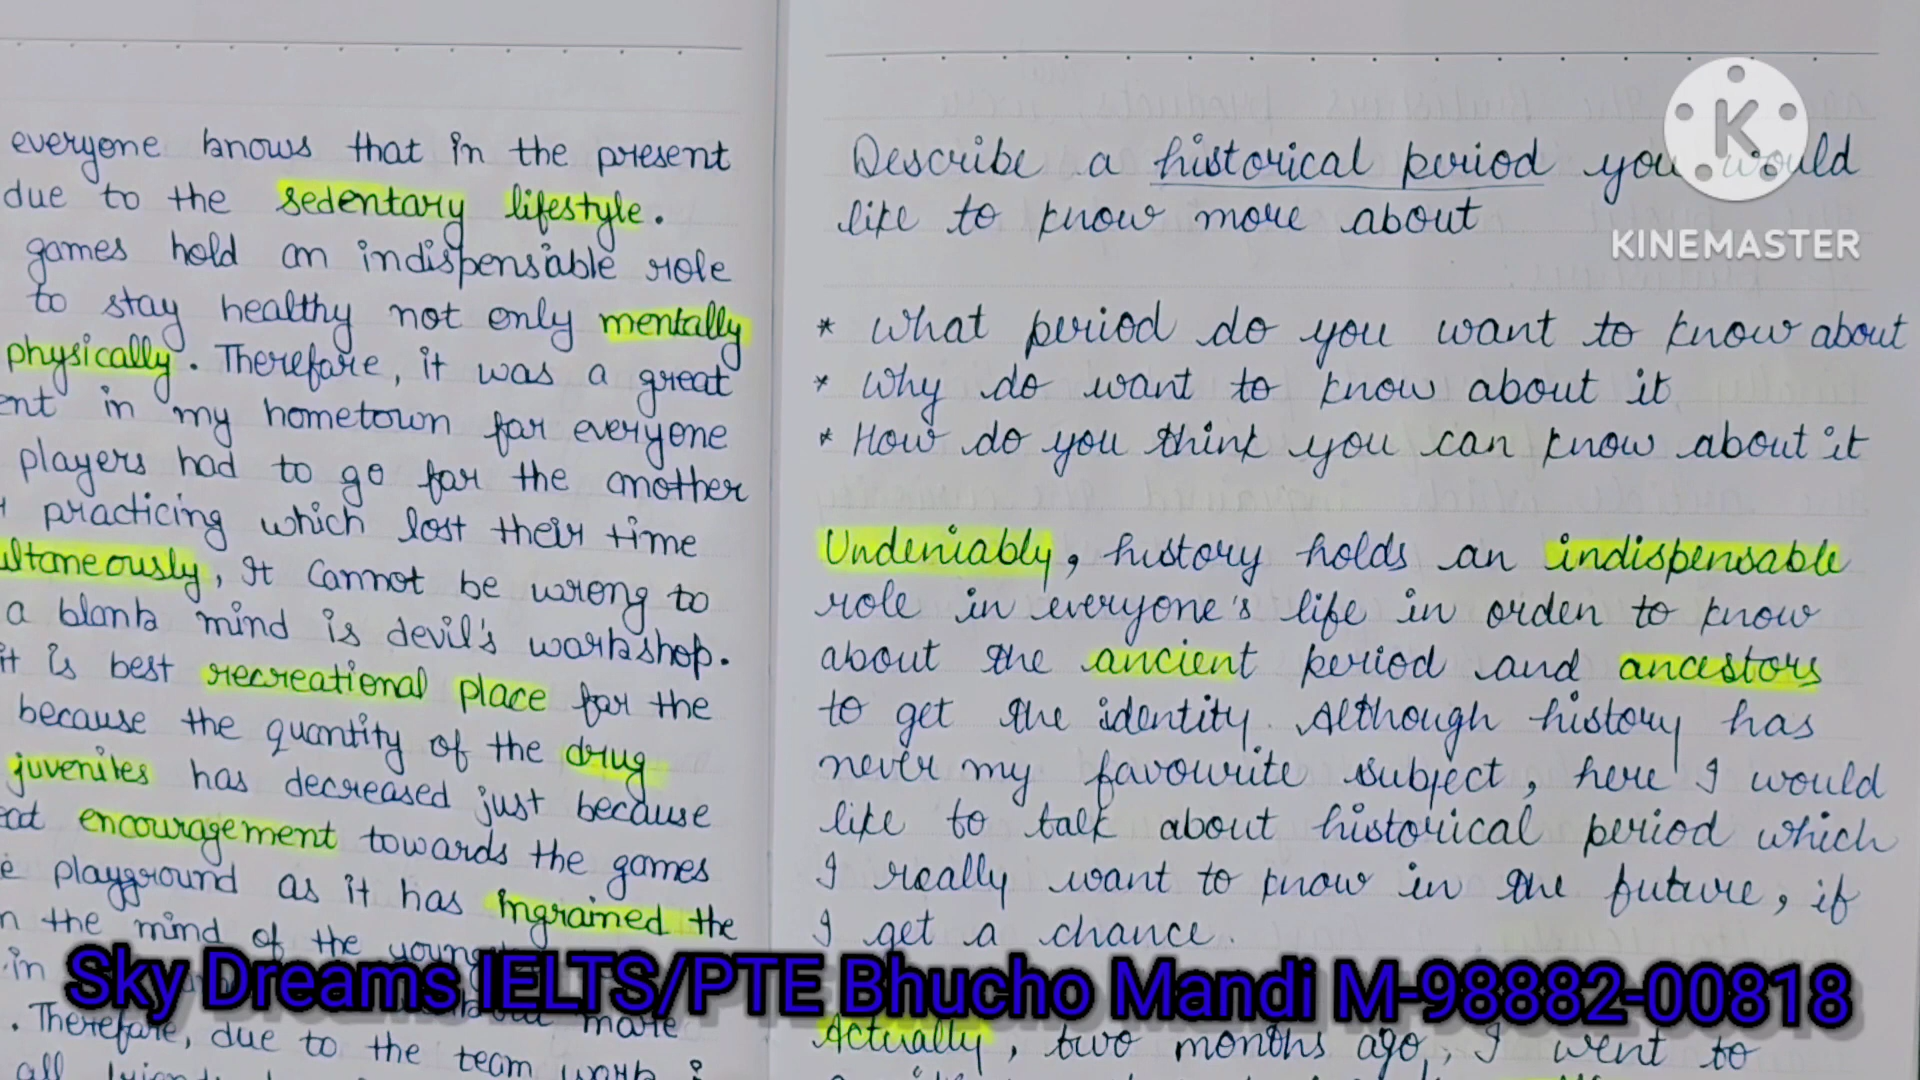 everyone knows that in the present
due to the sedentary lifestyle.
games hold an indispensable role
to stay healthy not only mentally
physically. Therefare, it was a great
in my hometown far everyone
players had to go far the another
practicing which lost their time
, It cannot be wrong to
a blank mind is devil's workshop.
it is best recreational place far the
because the quantity of the drug
juveniles has decreased just because
encouragement towards the games
playground as it has ingrained the
the mind of the
in
mare
. Therefare, due to the team work
all
Describe a historical period you would
like to know more about
* What period do you want to know about
* Why do want to know about it
* How do you think you can know about it
Undeniably, history holds an indispensable
role in everyone's life in orden to know
about the ancient period and ancestors
to get the identity. Although history has
never my favourite subject, here I would
like to talk about historical period which
I really want to know in the future, if
I get a chance.
Actually, two months ago, I went to
KINEMASTER
Sky Dreams IELTS/PTE Bhucho Mandi M-98882-00818